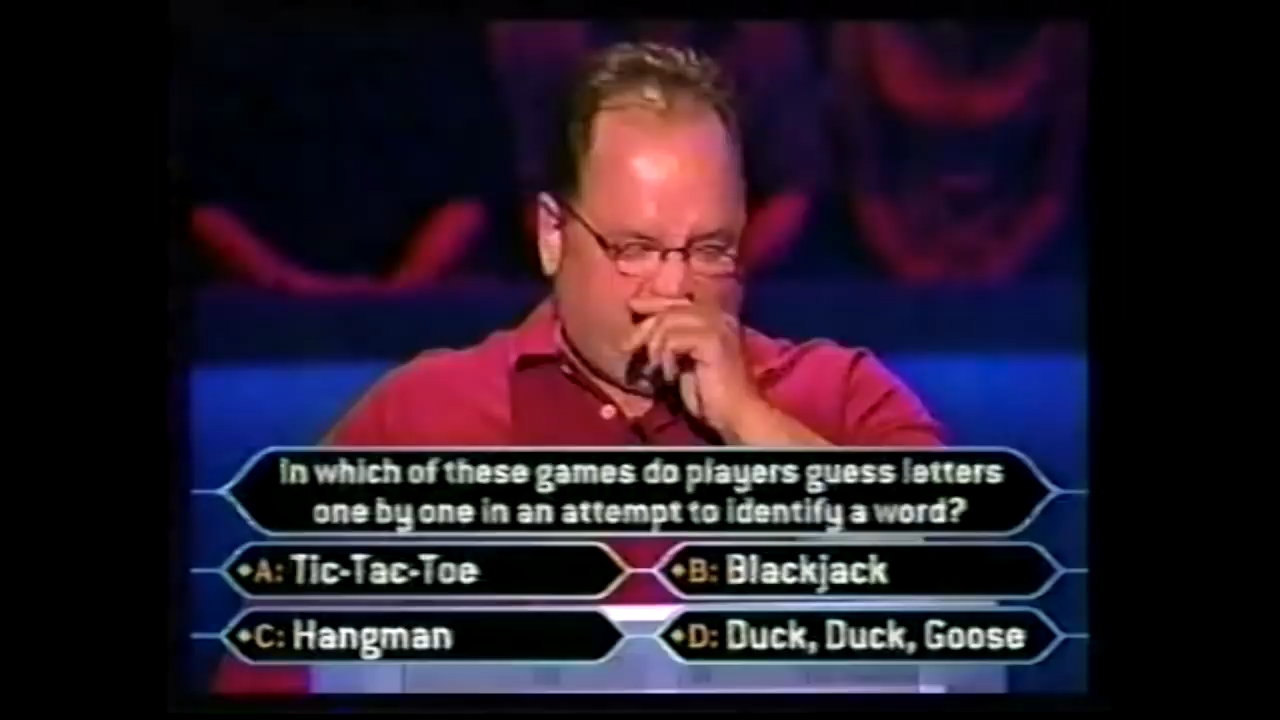 In which of these games do players guess letters
one by one in an attempt to identify a word?
A: Tic-Tac-Toe
B: Blackjack
C: Hangman
D: Duck, Duck, Goose